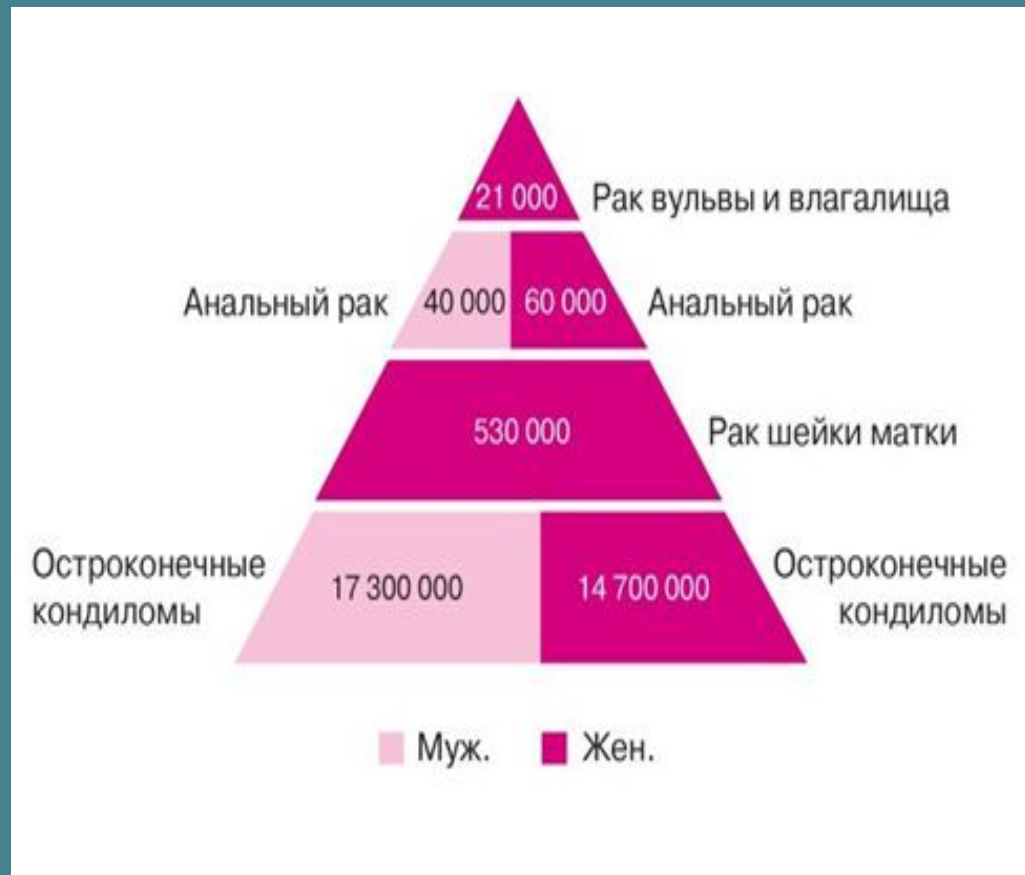 21 000 Рак вульвы и влагалища
Анальный рак 40 000 60 000 Анальный рак
530 000 Рак шейки матки
Остроконечные
кондиломы
17 300 000 14 700 000
Остроконечные
кондиломы
Муж. Жен.